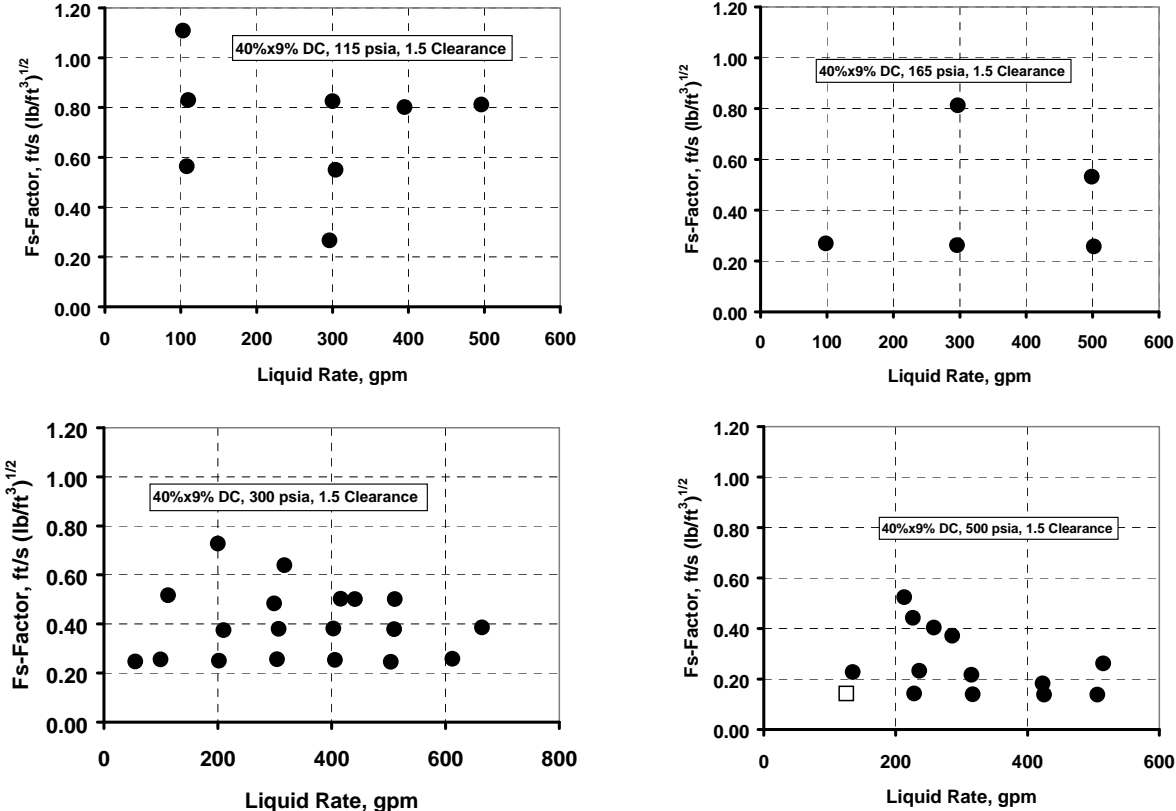 1.20
1.00
0.80
0.60
0.40
0.20
0.00
Fs-Factor, ft/s (lb/ft³)¹/²
40%x9% DC, 115 psia, 1.5 Clearance
0 100 200 300 400 500 600
Liquid Rate, gpm
1.20
1.00
0.80
0.60
0.40
0.20
0.00
Fs-Factor, ft/s (lb/ft³)¹/²
40%x9% DC, 165 psia, 1.5 Clearance
0 100 200 300 400 500 600
Liquid Rate, gpm
1.20
1.00
0.80
0.60
0.40
0.20
0.00
Fs-Factor, ft/s (lb/ft³)¹/²
40%x9% DC, 300 psia, 1.5 Clearance
0 200 400 600 800
Liquid Rate, gpm
1.20
1.00
0.80
0.60
0.40
0.20
0.00
Fs-Factor, ft/s (lb/ft³)¹/²
40%x9% DC, 500 psia, 1.5 Clearance
0 200 400 600
Liquid Rate, gpm